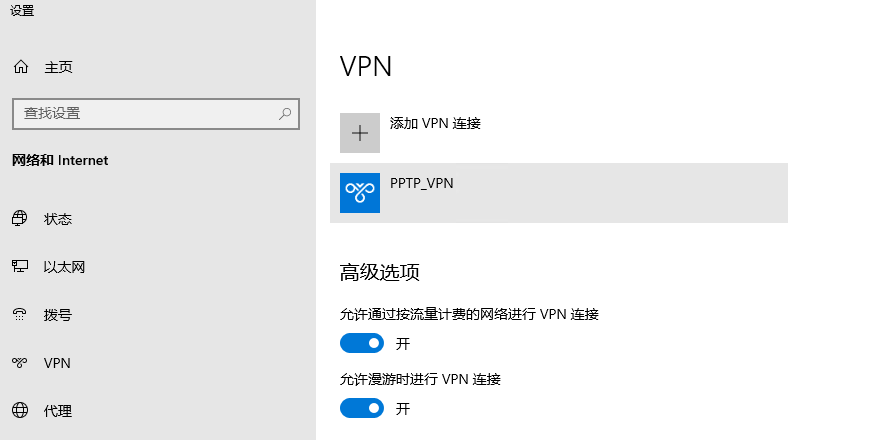 设置
主页
查找设置
网络和 Internet
状态
以太网
拨号
VPN
代理
VPN
添加 VPN 连接
PPTP_VPN
高级选项
允许通过按流量计费的网络进行 VPN 连接
开
允许漫游时进行 VPN 连接
开